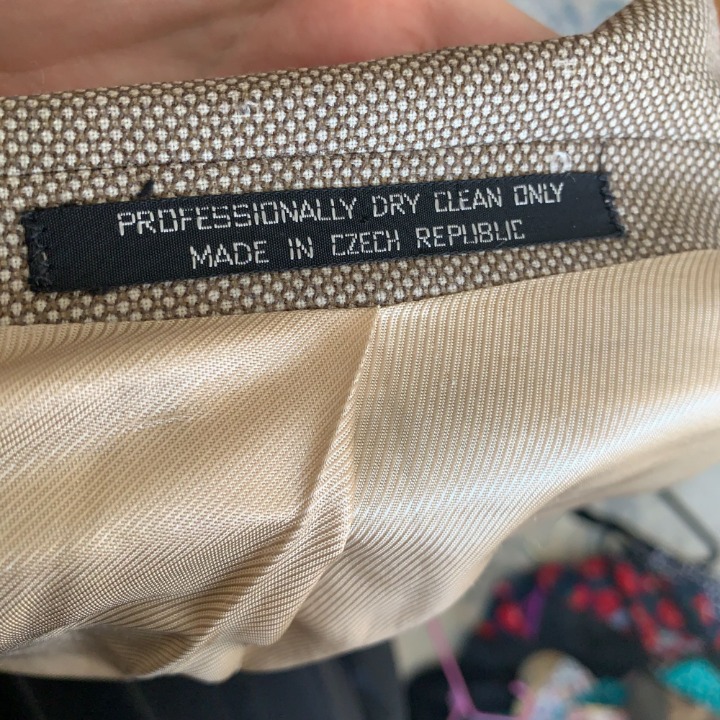 PROFESSIONALLY DRY CLEAN ONLY
MADE IN CZECH REPUBLIC